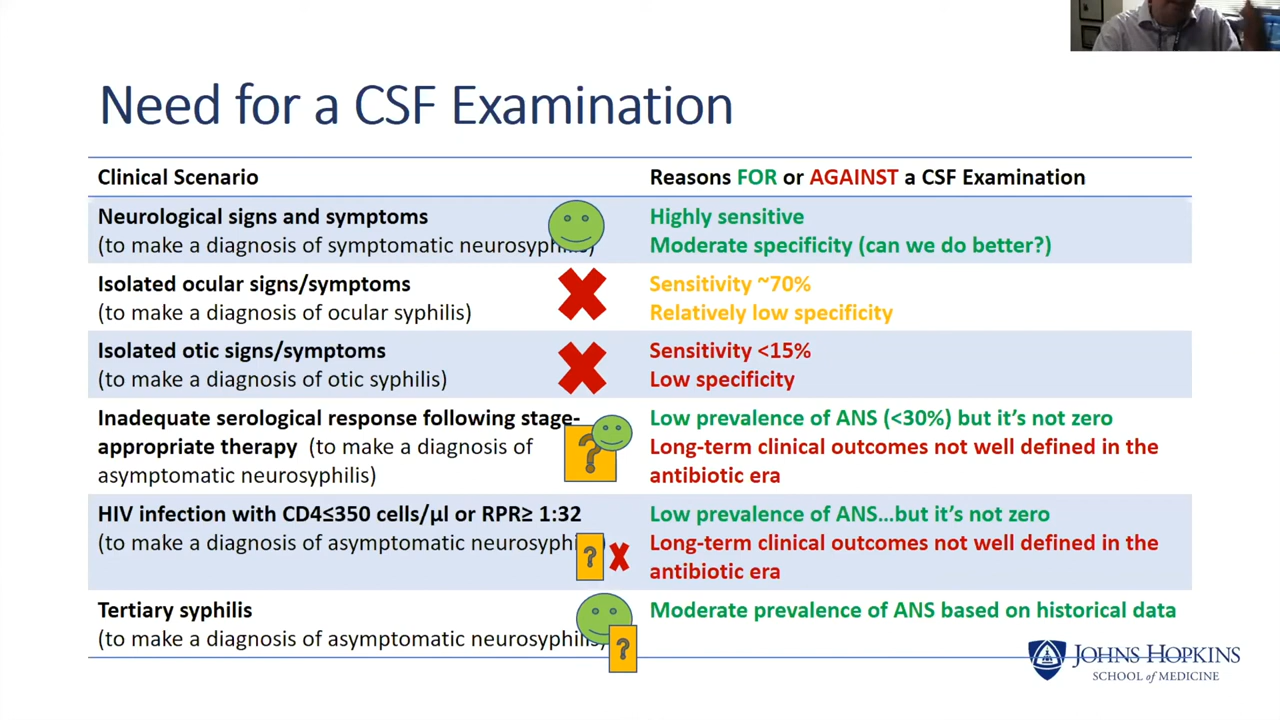 Need for a CSF Examination
Clinical Scenario
Reasons FOR or AGAINST a CSF Examination
Neurological signs and symptoms
(to make a diagnosis of symptomatic neurosyphilis)
Highly sensitive
Moderate specificity (can we do better?)
Isolated ocular signs/symptoms
(to make a diagnosis of ocular syphilis)
Sensitivity ~70%
Relatively low specificity
Isolated otic signs/symptoms
(to make a diagnosis of otic syphilis)
Sensitivity <15%
Low specificity
Inadequate serological response following stage-
appropriate therapy (to make a diagnosis of
asymptomatic neurosyphilis)
?
Low prevalence of ANS (<30%) but it's not zero
Long-term clinical outcomes not well defined in the
antibiotic era
HIV infection with CD4≤350 cells/µl or RPR≥ 1:32
(to make a diagnosis of asymptomatic neurosyphilis)
?
Low prevalence of ANS…but it's not zero
Long-term clinical outcomes not well defined in the
antibiotic era
Tertiary syphilis
(to make a diagnosis of asymptomatic neurosyphilis)
?
Moderate prevalence of ANS based on historical data
JOHNS HOPKINS
SCHOOL of MEDICINE